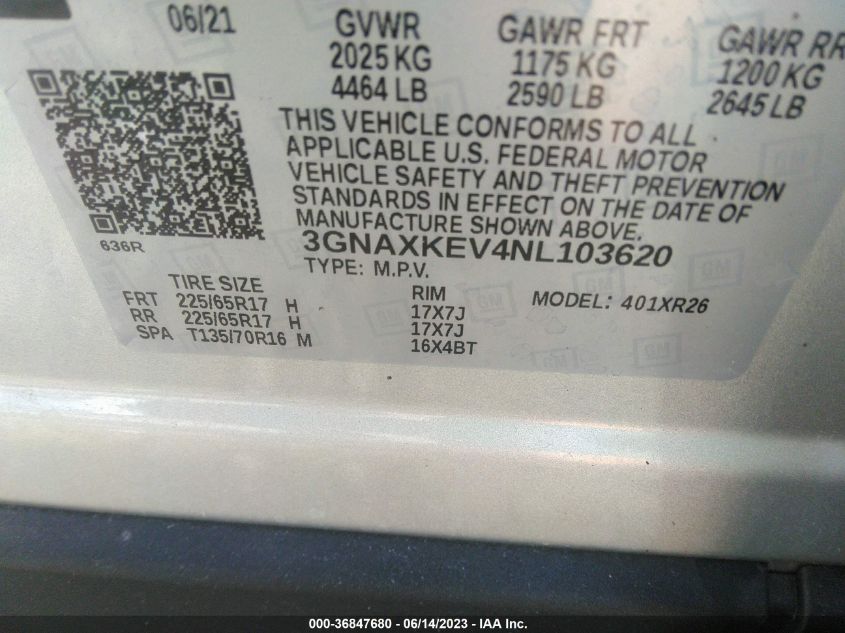 06/21 GVWR GAWR FRT GAWR RR
2025 KG 1175 KG 1200 KG
4464 LB 2590 LB 2645 LB
THIS VEHICLE CONFORMS TO ALL
APPLICABLE U.S. FEDERAL MOTOR
VEHICLE SAFETY AND THEFT PREVENTION
STANDARDS IN EFFECT ON THE DATE OF
MANUFACTURE SHOWN ABOVE.
636R 3GNAXKEV4NL103620
TYPE: M.P.V.
TIRE SIZE RIM MODEL: 401XR26
FRT 225/65R17 H 17X7J
RR 225/65R17 H 17X7J
SPA T135/70R16 M 16X4BT
000-36847680 - 06/14/2023 - © IAA Inc.